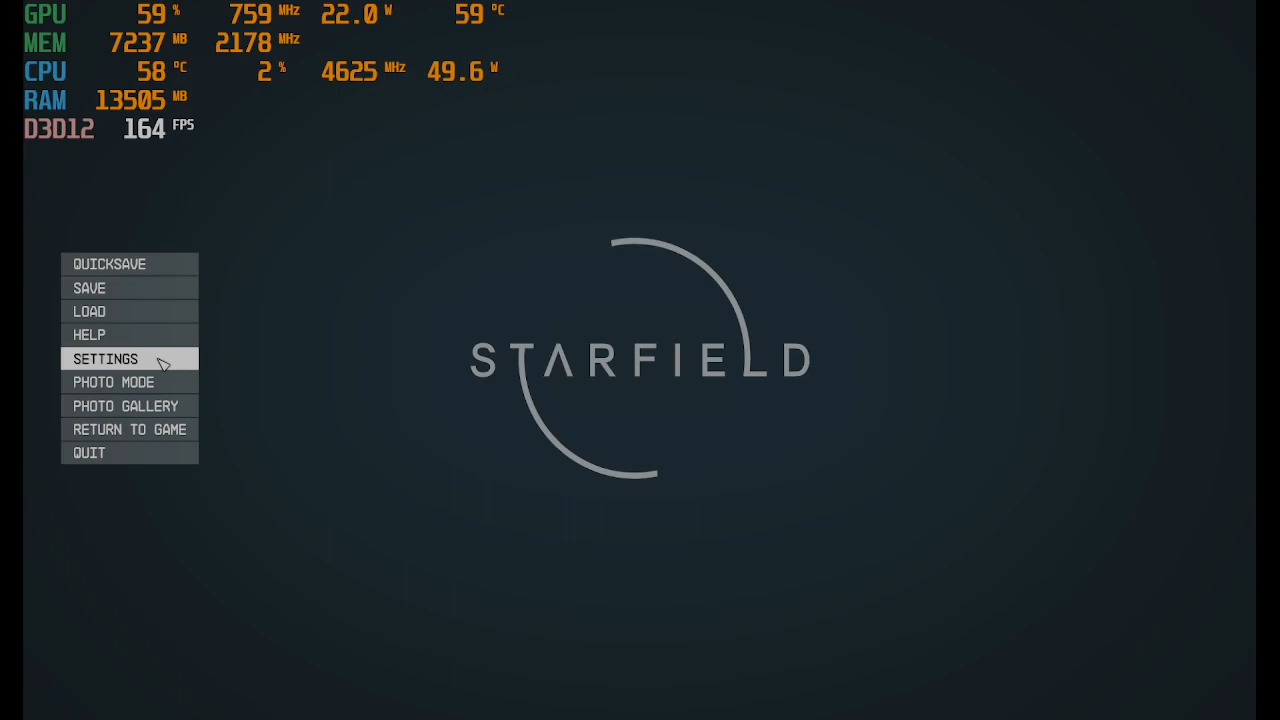 GPU 59 % 759 MHz 22.0 W 59 °C
MEM 7237 MB 2178 MHz
CPU 58 °C 2 % 4625 MHz 49.6 W
RAM 13505 MB
D3D12 164 FPS
QUICKSAVE
SAVE
LOAD
HELP
SETTINGS
PHOTO MODE
PHOTO GALLERY
RETURN TO GAME
QUIT
STARFIELD